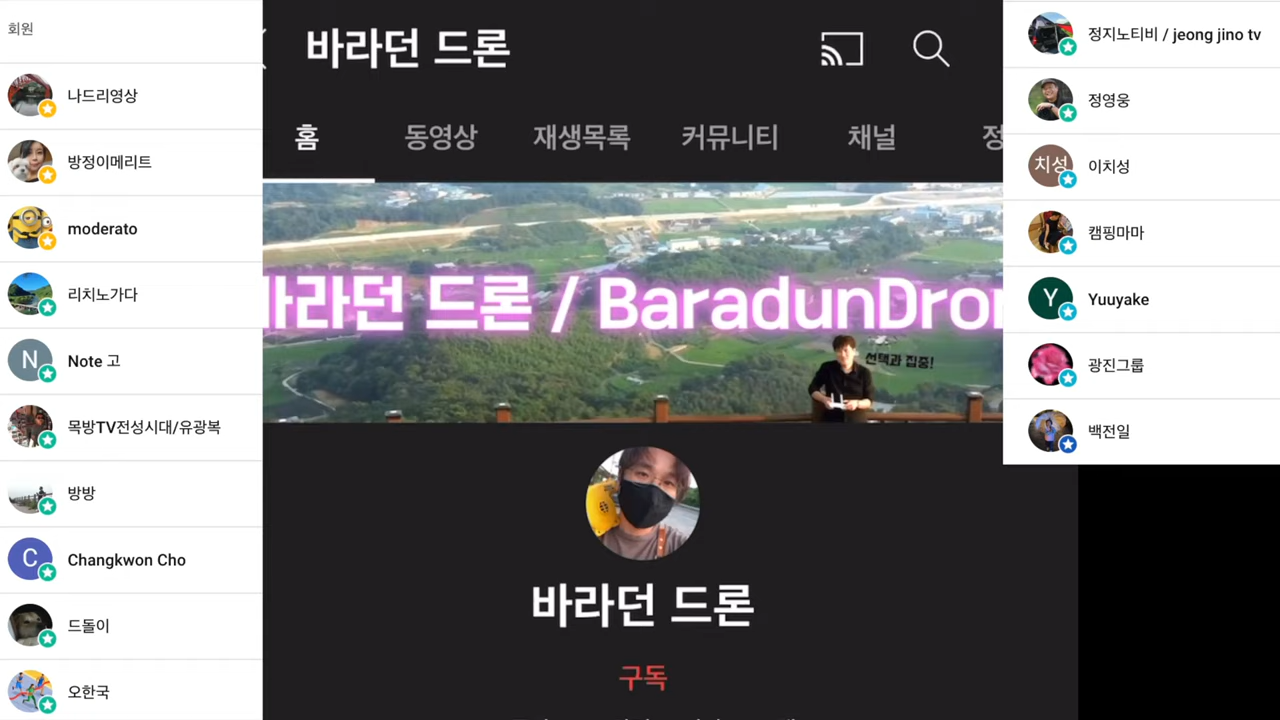 회원
나드리영상
방정이메리트
moderato
리치노가다
N
Note 고
목방TV전성시대/유광복
방방
C
Changkwon Cho
드돌이
오한국
바라던 드론
홈
동영상
재생목록
커뮤니티
채널
정
바라던 드론 / BaradunDron
선택과 집중!
바라던 드론
구독
정지노티비 / jeong jino tv
정영웅
치성
이치성
캠핑마마
Y
Yuuyake
광진그룹
백전일